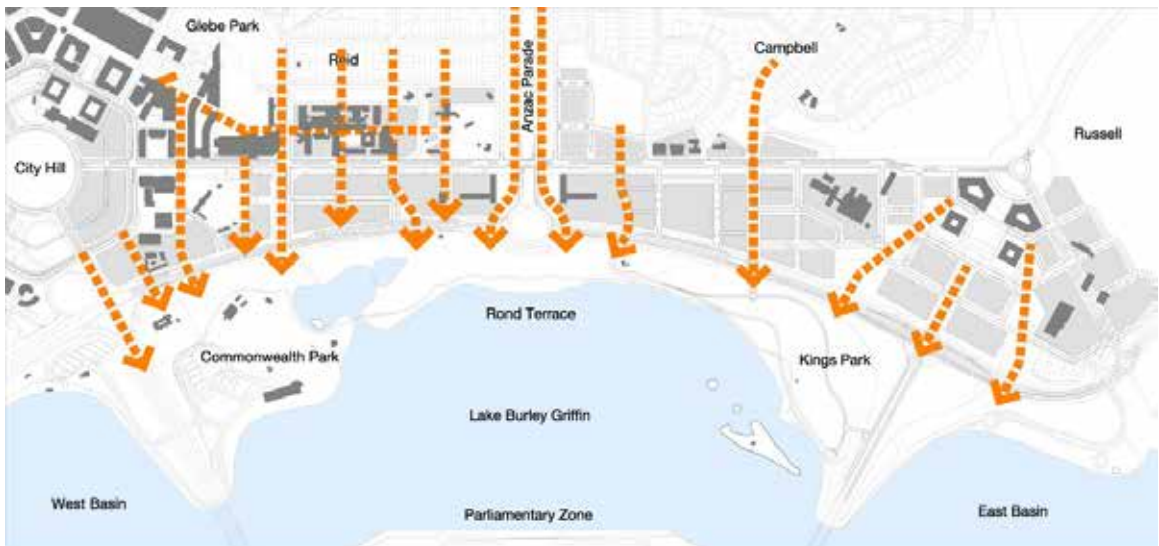 Glebe Park
Reid
Anzac Parade
Campbell
Russell
City Hill
Rond Terrace
Commonwealth Park
Kings Park
Lake Burley Griffin
West Basin
Parliamentary Zone
East Basin